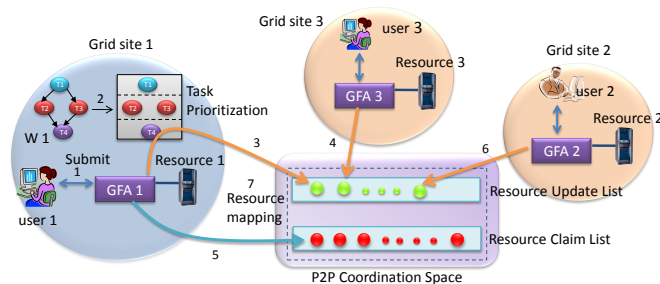 Grid site 1
Grid site 3
Grid site 2
T1
T2
T3
T4
W 1
2
T1
T2
T3
T4
Task
Prioritization
user 3
Resource 3
GFA 3
user 2
Resource 2
GFA 2
Submit
1
GFA 1
Resource 1
user 1
3
4
6
7
Resource
mapping
5
Resource Update List
Resource Claim List
P2P Coordination Space